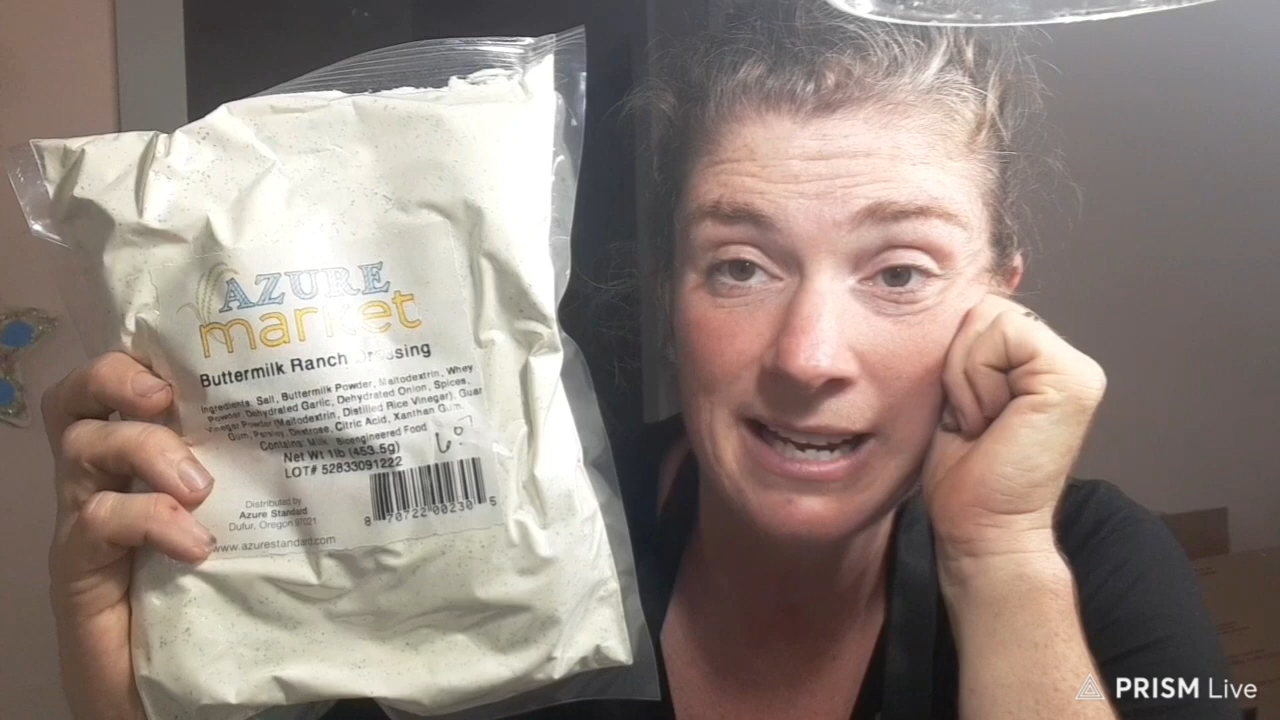 AZURE
market
Buttermilk Ranch Dressing
Ingredients: Salt, Buttermilk Powder, Maltodextrin, Whey
Powder, Dehydrated Garlic, Dehydrated Onion, Spices,
Vinegar Powder (Maltodextrin, Distilled Rice Vinegar), Guar
Gum, Parsley, Dextrose, Citric Acid, Xanthan Gum.
Contains: Milk. Bioengineered Food
Net Wt 1lb (453.5g)
LOT# 52833091222
8 70722 00230 5
Distributed by
Azure Standard
Dufur, Oregon 97021
www.azurestandard.com
PRISM Live